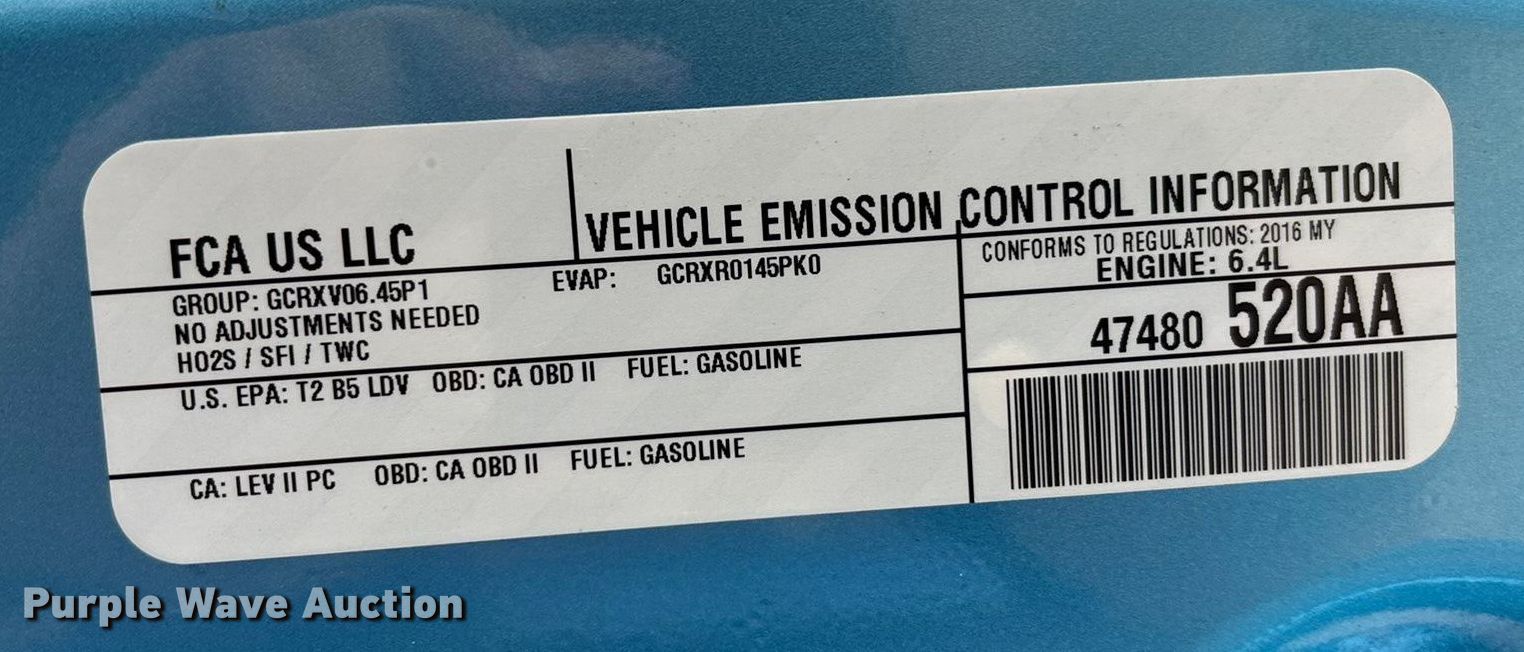 FCA US LLC
VEHICLE EMISSION CONTROL INFORMATION
GROUP: GCRXV06.45P1
EVAP: GCRXR0145PK0
NO ADJUSTMENTS NEEDED
HO2S / SFI / TWC
CONFORMS TO REGULATIONS: 2016 MY
ENGINE: 6.4L
47480 520AA
U.S. EPA: T2 B5 LDV OBD: CA OBD II FUEL: GASOLINE
CA: LEV II PC OBD: CA OBD II FUEL: GASOLINE
Purple Wave Auction